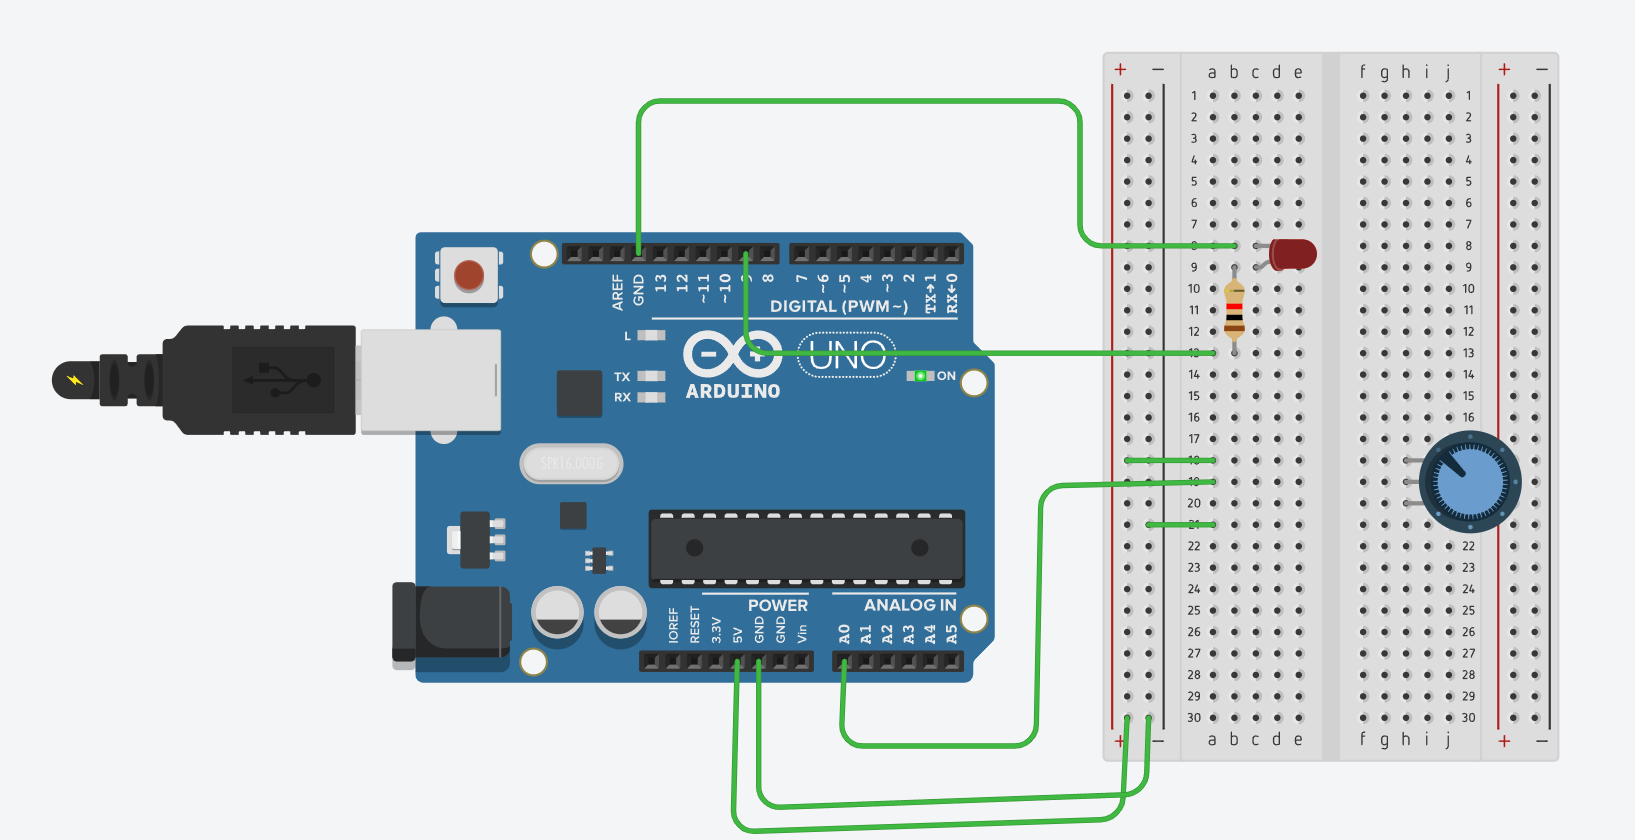 + − a b c d e f g h i j + −
1 1
2 2
3 3
4 4
5 5
6 6
7 7
8 8
9 9
10 10
11 11
12 12
13 13
14 14
15 15
16 16
17 17
18
19
20
21
22 22
23 23
24 24
25 25
26 26
27 27
28 28
29 29
30 30
+ − a b c d e f g h i j + −
AREF
GND
13
12
~11
~10
9
8
7
~6
~5
4
~3
2
TX→1
RX←0
DIGITAL (PWM ~)
L
TX
RX
UNO
ARDUINO
ON
SPK16.000G
POWER
ANALOG IN
IOREF
RESET
3.3V
5V
GND
GND
Vin
A0
A1
A2
A3
A4
A5